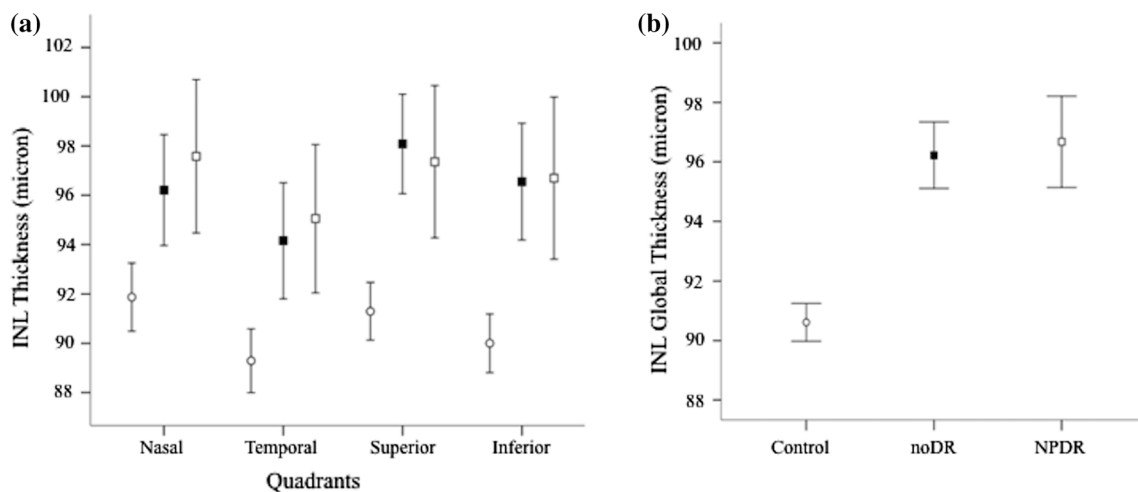 (a)
INL Thickness (micron)
102
100
98
96
94
92
90
88
Nasal Temporal Superior Inferior
Quadrants
(b)
INL Global Thickness (micron)
100
98
96
94
91
90
88
Control noDR NPDR